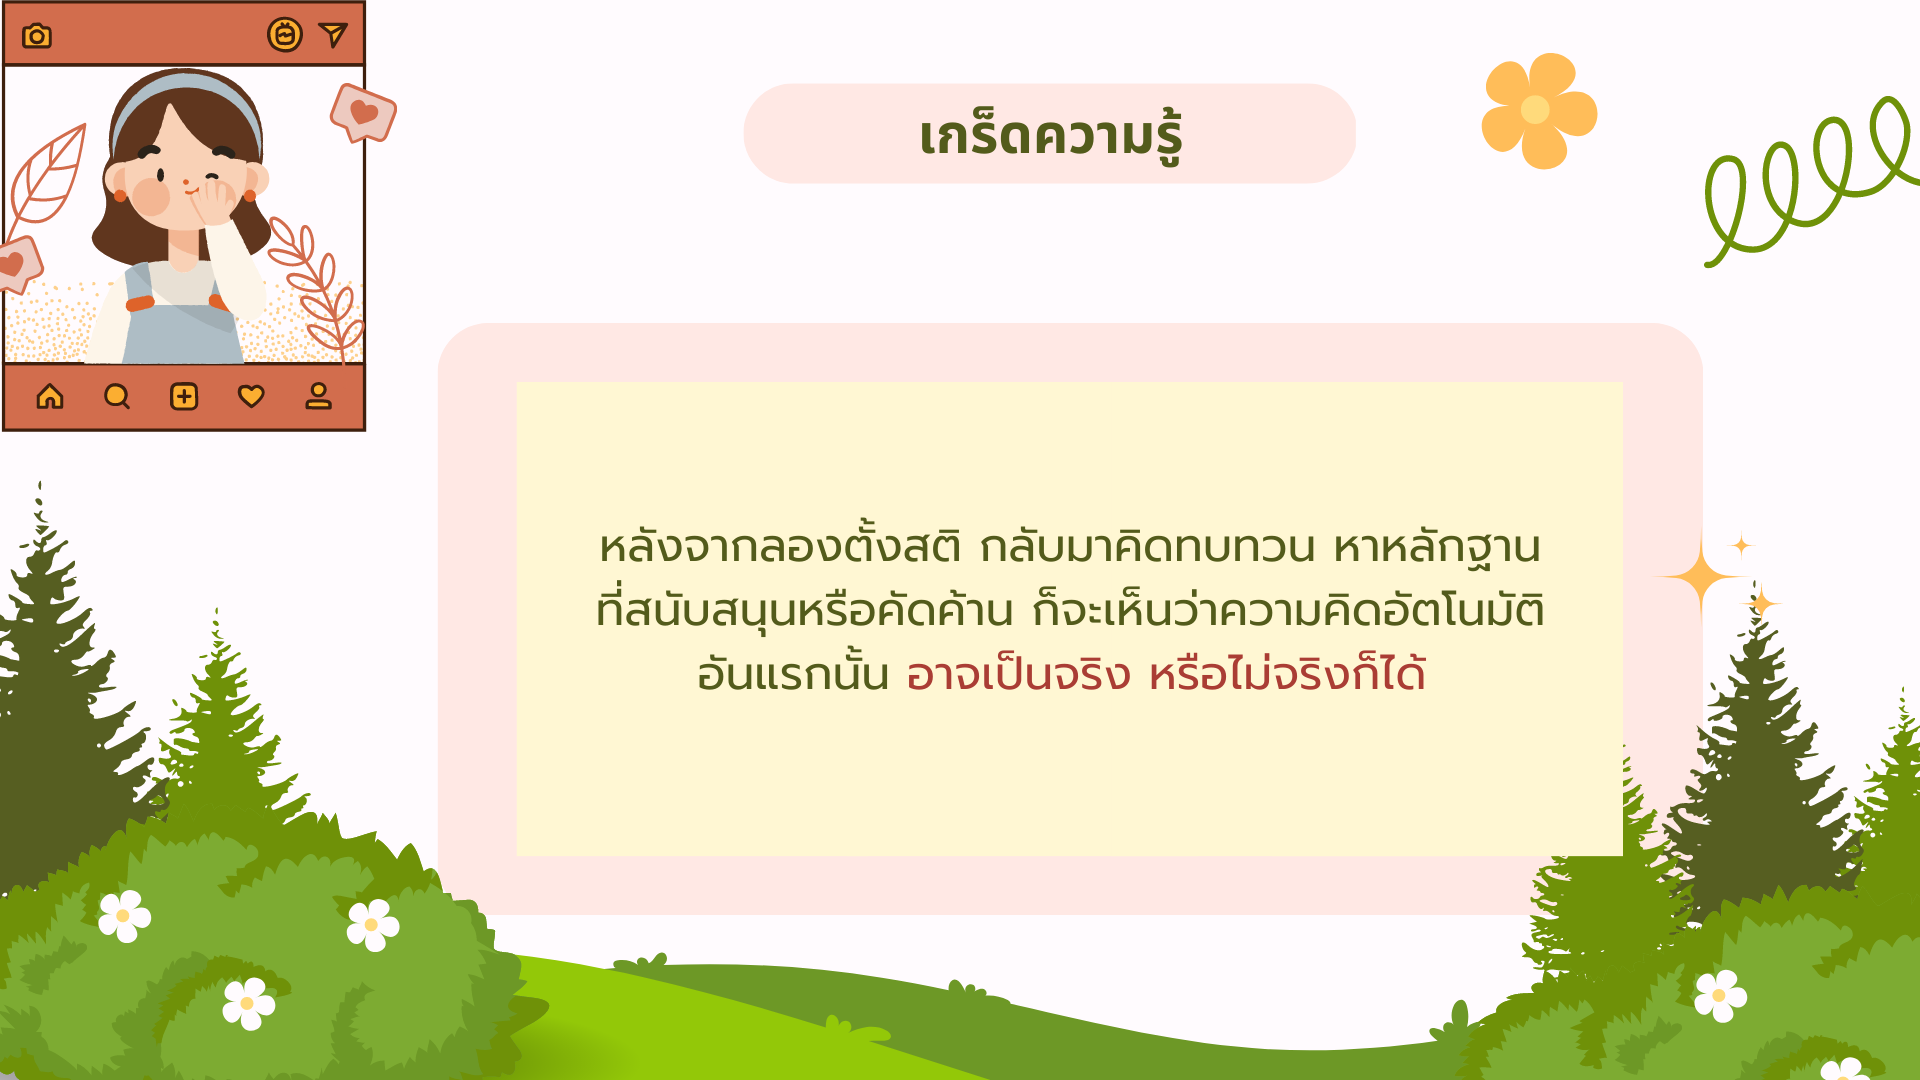 เกร็ดความรู้
หลังจากลองตั้งสติ กลับมาคิดทบทวน หาหลักฐาน
ที่สนับสนุนหรือคัดค้าน ก็จะเห็นว่าความคิดอัตโนมัติ
อันแรกนั้น อาจเป็นจริง หรือไม่จริงก็ได้